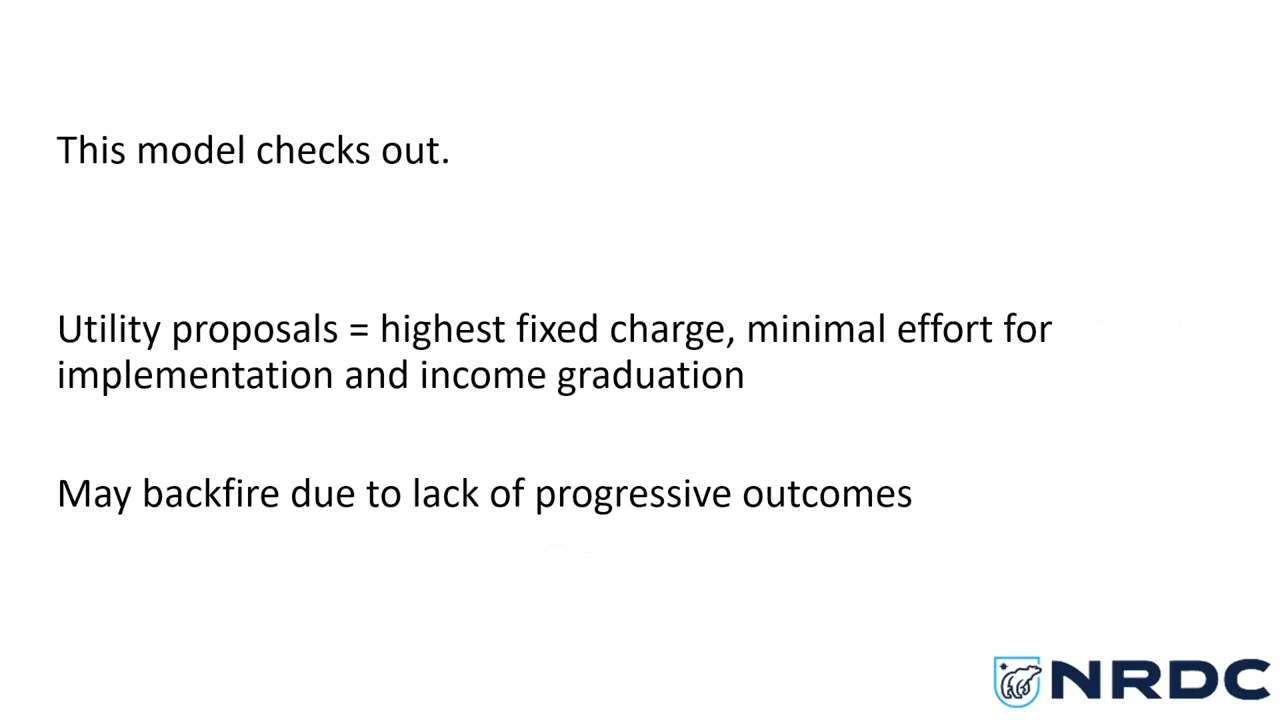 This model checks out.
Utility proposals = highest fixed charge, minimal effort for
implementation and income graduation
May backfire due to lack of progressive outcomes
NRDC